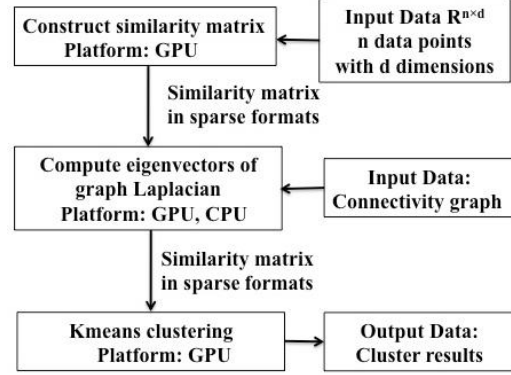 Construct similarity matrix
Platform: GPU
Input Data R^{n×d}
n data points
with d dimensions
Similarity matrix
in sparse formats
Compute eigenvectors of
graph Laplacian
Platform: GPU, CPU
Input Data:
Connectivity graph
Similarity matrix
in sparse formats
Kmeans clustering
Platform: GPU
Output Data:
Cluster results